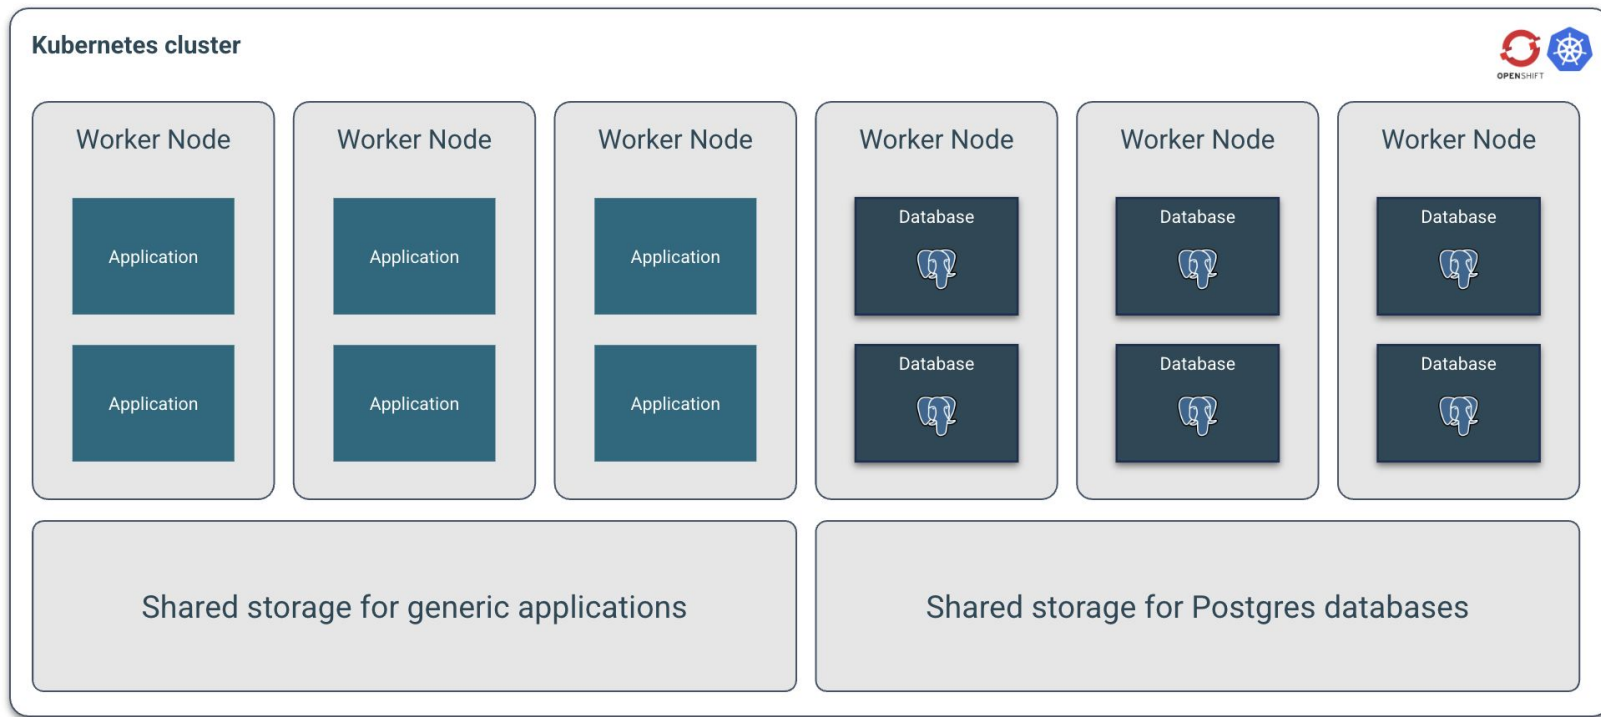 Kubernetes cluster
OPENSHIFT
Worker Node
Worker Node
Worker Node
Worker Node
Worker Node
Worker Node
Application
Application
Application
Database
Database
Database
Application
Application
Application
Database
Database
Database
Shared storage for generic applications
Shared storage for Postgres databases